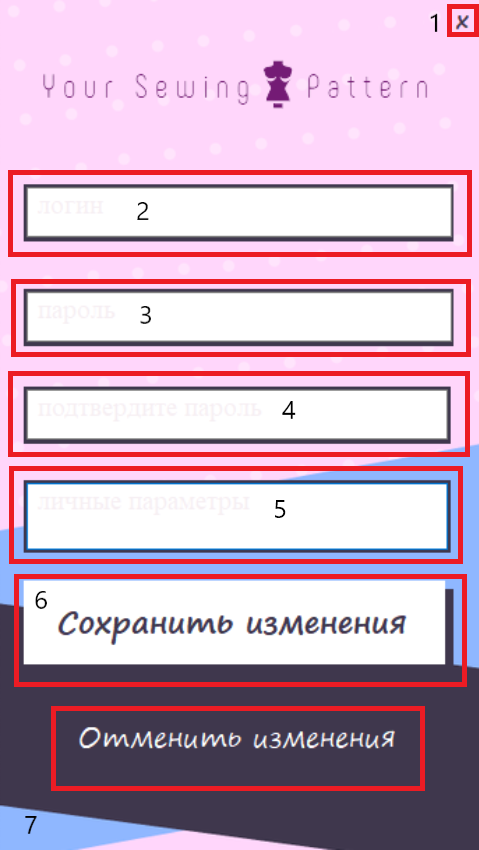 1 ×
Your Sewing Pattern
логин 2
пароль 3
подтвердите пароль 4
личные параметры 5
6
Сохранить изменения
Отменить изменения
7